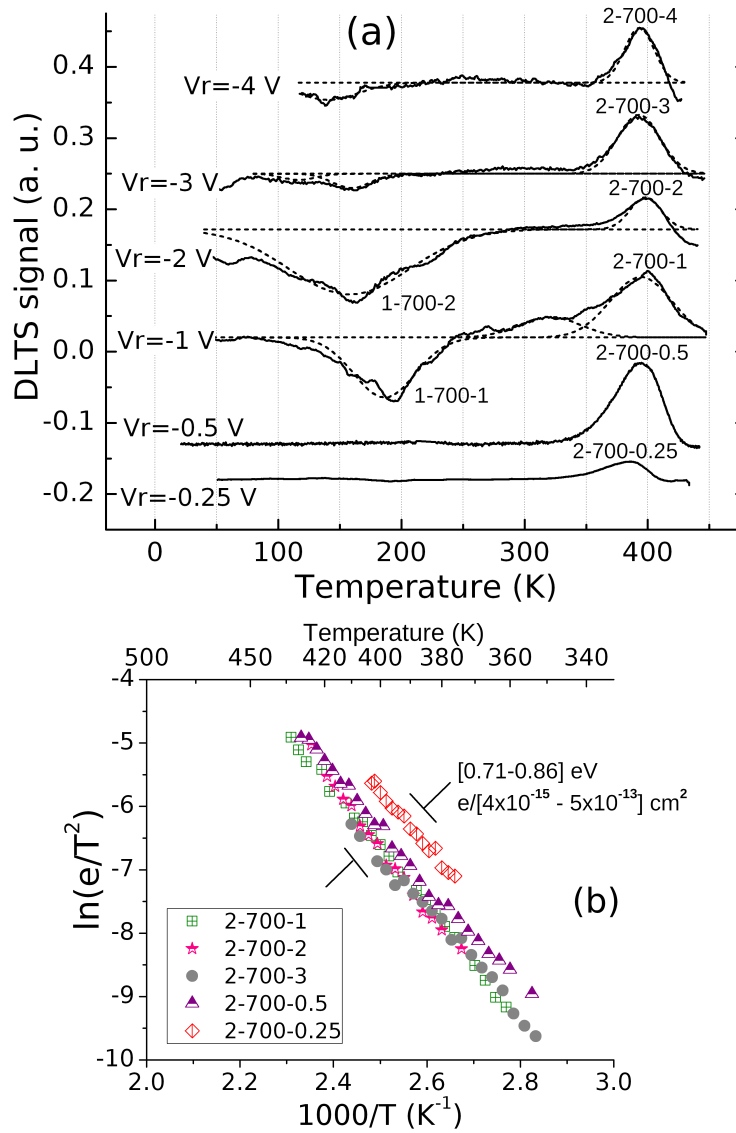 (a)
2-700-4
0.4
Vr=-4 V
2-700-3
0.3
Vr=-3 V
2-700-2
0.2
Vr=-2 V
2-700-1
0.1
1-700-2
Vr=-1 V
0.0
2-700-0.5
1-700-1
-0.1
Vr=-0.5 V
2-700-0.25
-0.2
Vr=-0.25 V
DLTS signal (a. u.)
0 100 200 300 400
Temperature (K)
Temperature (K)
500 450 420 400 380 360 340
-4
-5
[0.71-0.86] eV
e/[4x10⁻¹⁵ - 5x10⁻¹³] cm²
-6
-7
(b)
ln(e/T²)
2-700-1
2-700-2
2-700-3
2-700-0.5
2-700-0.25
-8
-9
-10
2.0 2.2 2.4 2.6 2.8 3.0
1000/T (K⁻¹)